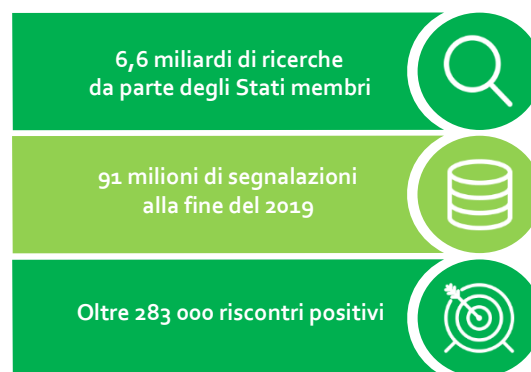 6,6 miliardi di ricerche
da parte degli Stati membri
91 milioni di segnalazioni
alla fine del 2019
Oltre 283 000 riscontri positivi